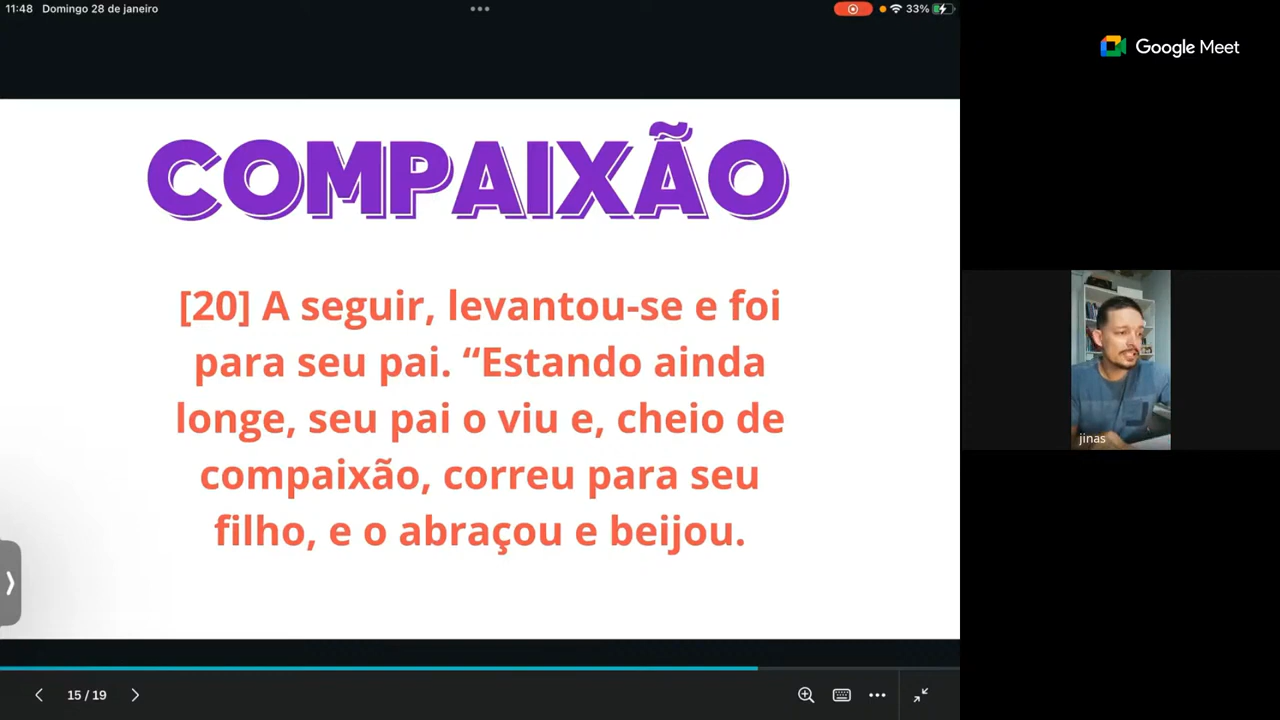 11:48 Domingo 28 de janeiro
33%
Google Meet
COMPAIXÃO
[20] A seguir, levantou-se e foi
para seu pai. “Estando ainda
longe, seu pai o viu e, cheio de
compaixão, correu para seu
filho, e o abraçou e beijou.
jinas
15 / 19